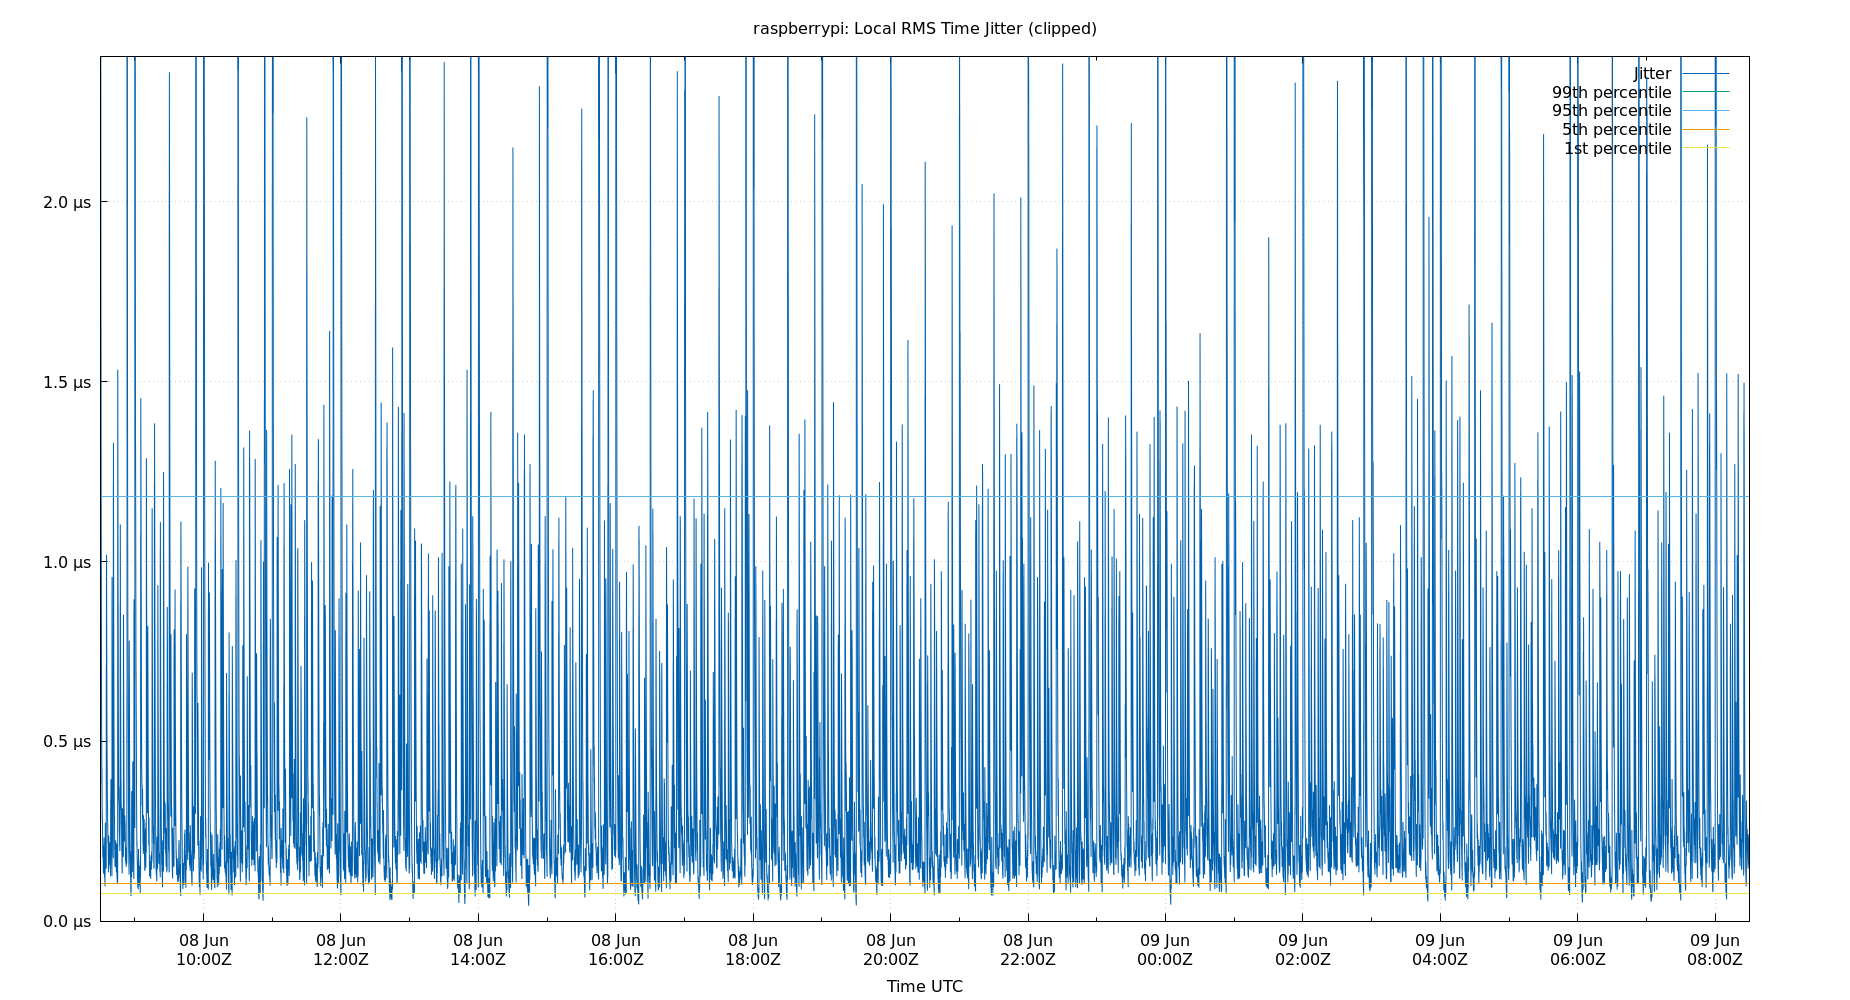 raspberrypi: Local RMS Time Jitter (clipped)
Jitter
99th percentile
95th percentile
5th percentile
1st percentile
2.0 µs
1.5 µs
1.0 µs
0.5 µs
0.0 µs
08 Jun 08 Jun 08 Jun 08 Jun 08 Jun 08 Jun 08 Jun 09 Jun 09 Jun 09 Jun 09 Jun 09 Jun
10:00Z 12:00Z 14:00Z 16:00Z 18:00Z 20:00Z 22:00Z 00:00Z 02:00Z 04:00Z 06:00Z 08:00Z
Time UTC